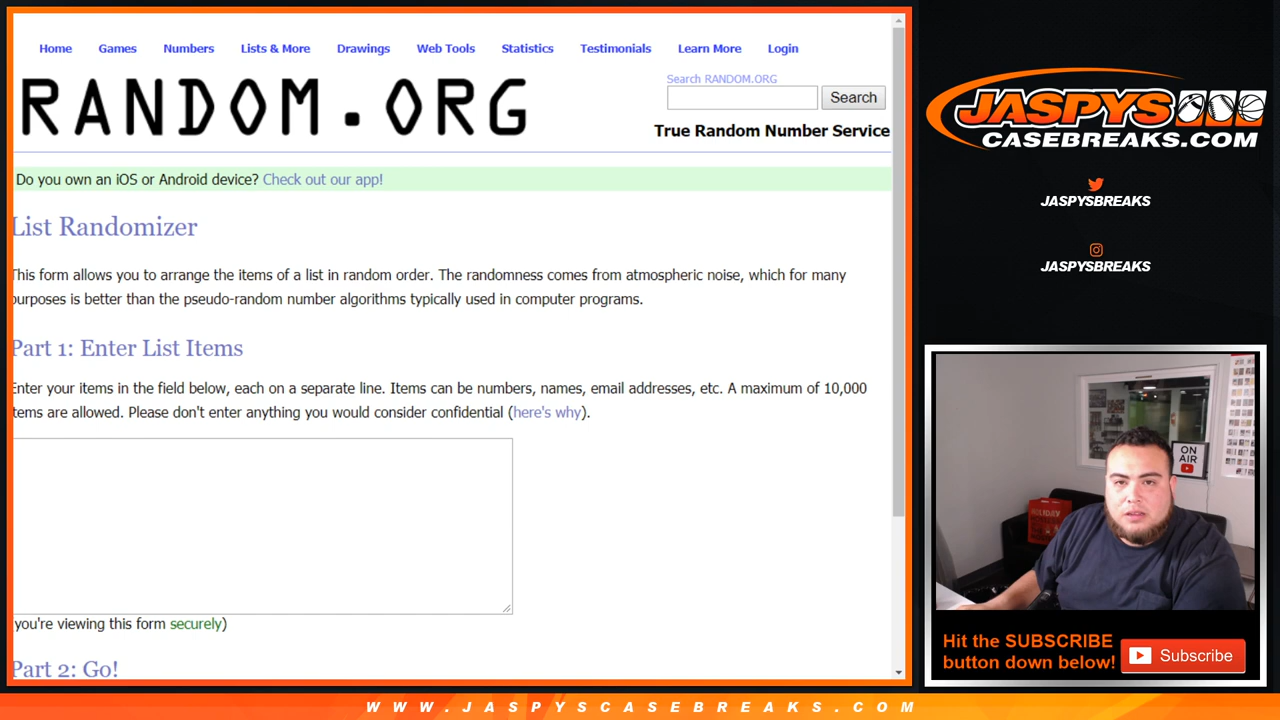 Home Games Numbers Lists & More Drawings Web Tools Statistics Testimonials Learn More Login
RANDOM.ORG
Search RANDOM.ORG
Search
True Random Number Service
Do you own an iOS or Android device? Check out our app!
List Randomizer
This form allows you to arrange the items of a list in random order. The randomness comes from atmospheric noise, which for many
purposes is better than the pseudo-random number algorithms typically used in computer programs.
Part 1: Enter List Items
Enter your items in the field below, each on a separate line. Items can be numbers, names, email addresses, etc. A maximum of 10,000
items are allowed. Please don't enter anything you would consider confidential (here's why).
you're viewing this form securely)
Part 2: Go!
JASPYS
CASEBREAKS.COM
JASPYSBREAKS
JASPYSBREAKS
ON
AIR
HOLIDAY
Hit the SUBSCRIBE
button down below!
Subscribe
WWW.JASPYSCASEBREAKS.COM